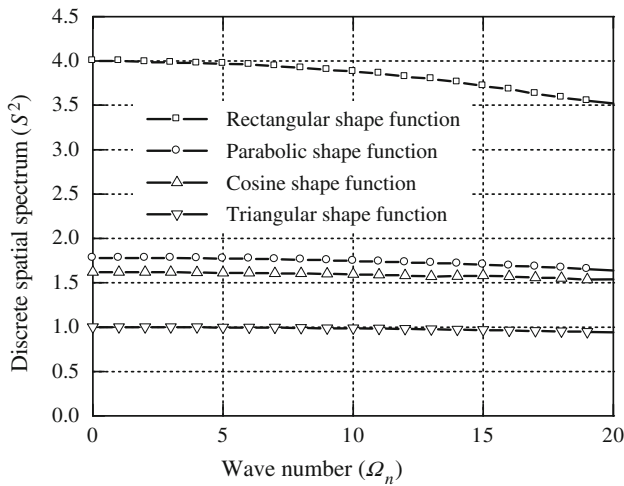 4.0
3.5
3.0
2.5
2.0
1.5
1.0
0.5
0.0
Discrete spatial spectrum (S²)
Rectangular shape function
Parabolic shape function
Cosine shape function
Triangular shape function
0 5 10 15 20
Wave number (Ωₙ)